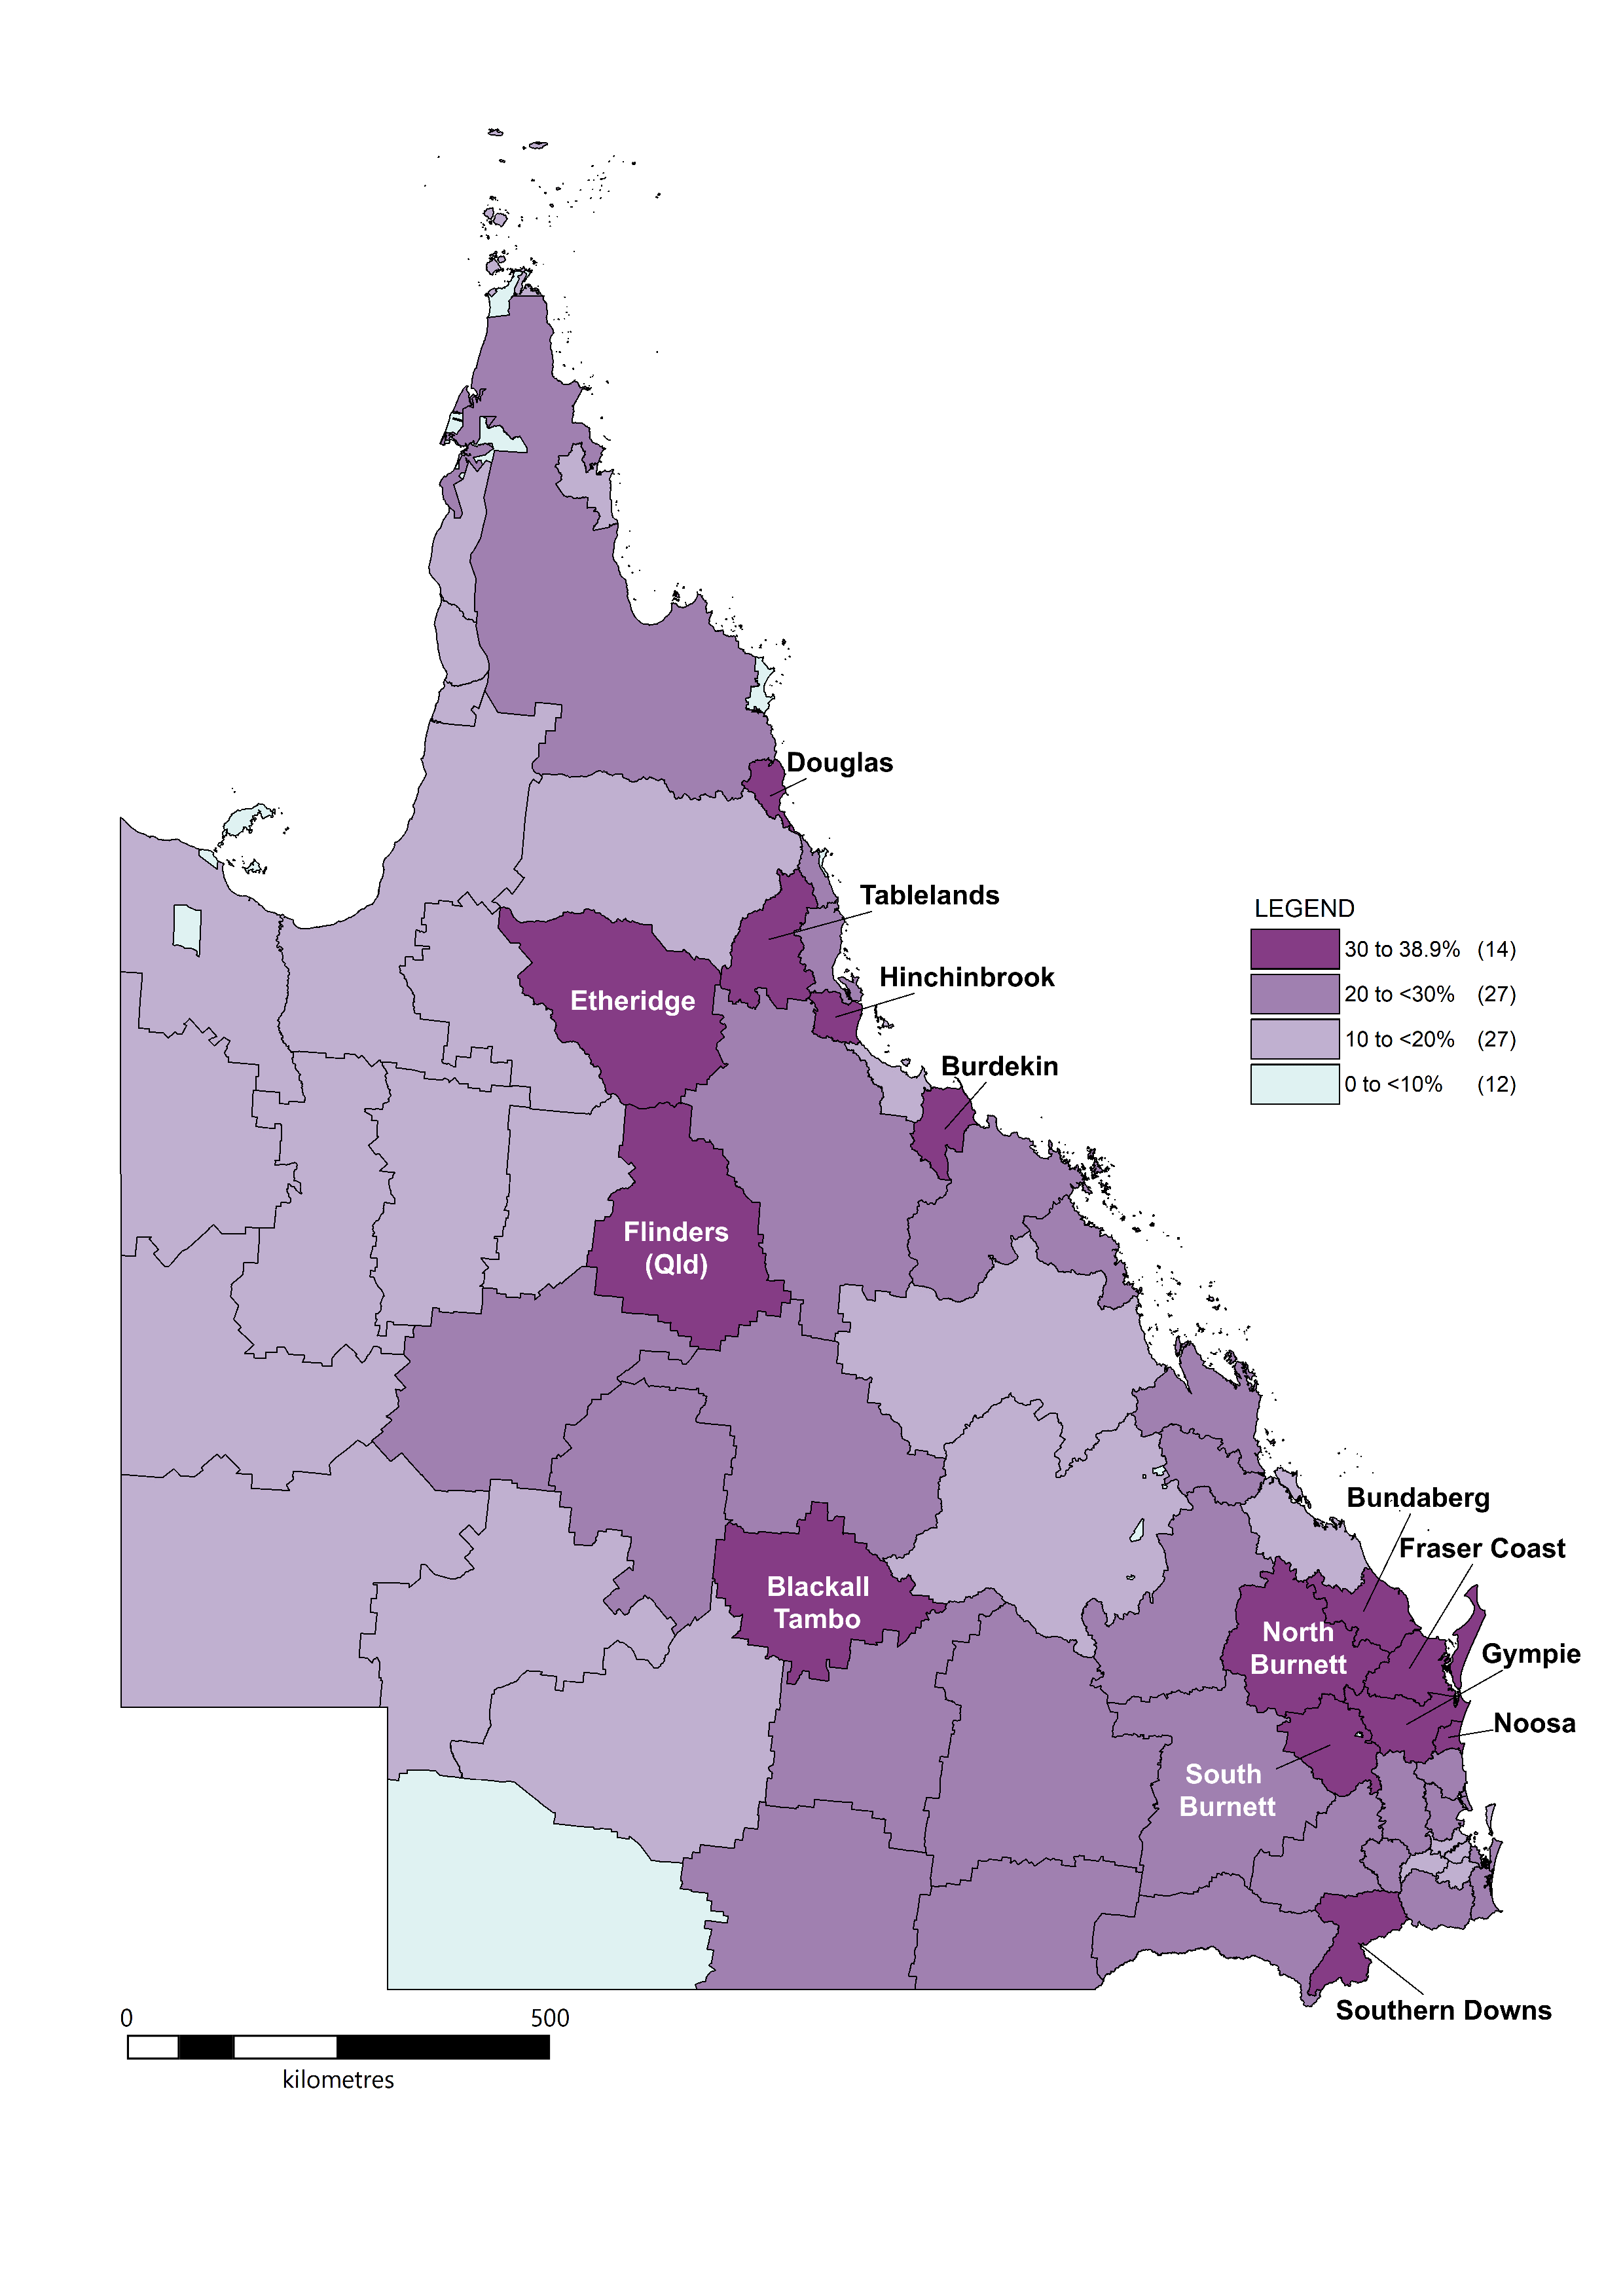 Douglas
Tablelands
LEGEND
30 to 38.9% (14)
Hinchinbrook
Etheridge
20 to <30% (27)
10 to <20% (27)
Burdekin
0 to <10% (12)
Flinders
(Qld)
Bundaberg
Fraser Coast
Blackall
Tambo
North
Burnett
Gympie
Noosa
South
Burnett
Southern Downs
0 500
kilometres